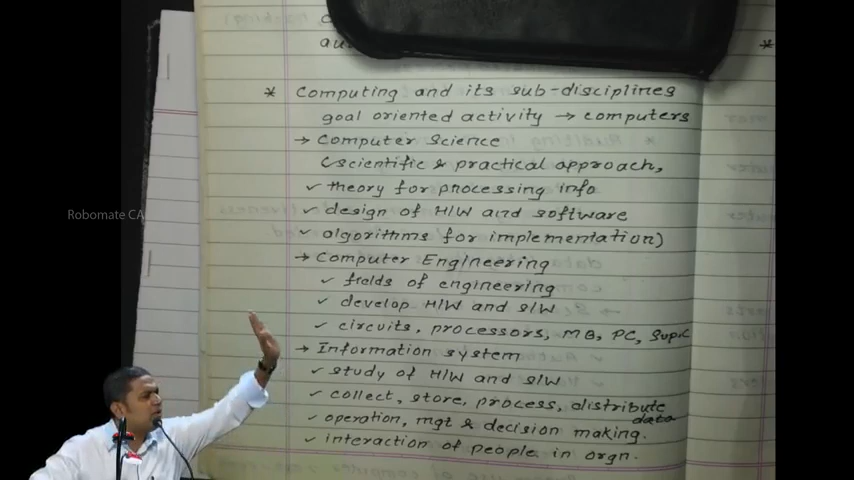 au
* Computing and its sub-disciplines
goal oriented activity → computers
→ Computer Science
(scientific & practical approach,
✓ theory for processing info
✓ design of H/W and software
✓ algorithms for implementation)
→ Computer Engineering
✓ fields of engineering
✓ develop H/W and S/W
✓ circuits, processors, MB, PC, Supic
→ Information system
✓ study of H/W and S/W
✓ collect, store, process, distribute data
✓ operation, mgt & decision making.
✓ interaction of people in orgn.
Robomate CA